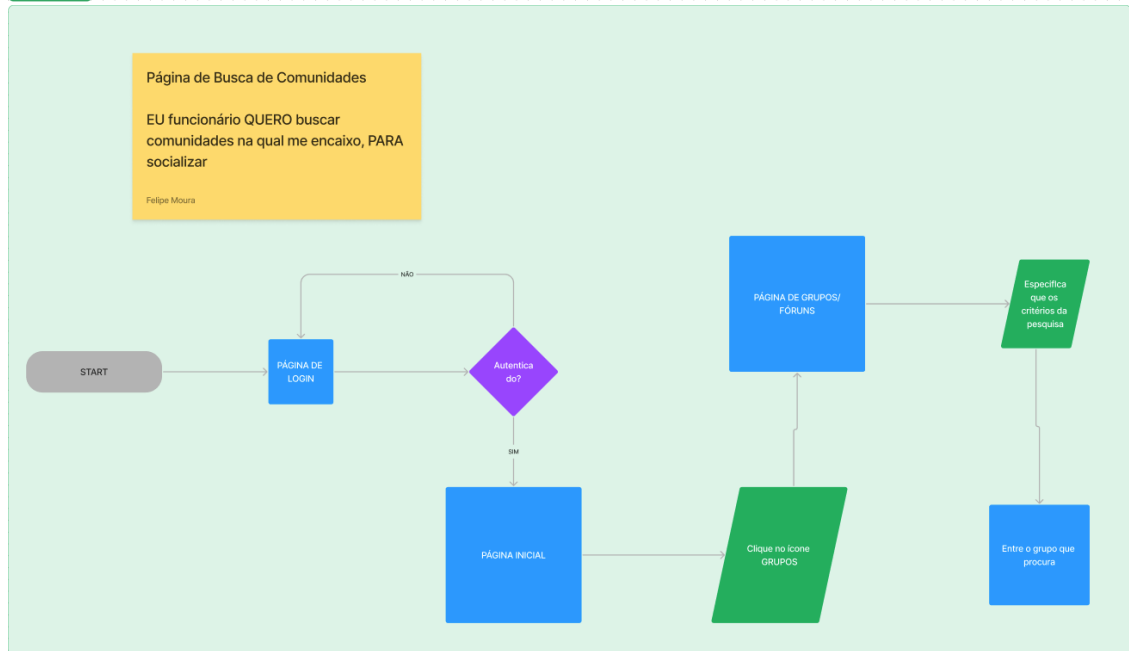 Página de Busca de Comunidades
EU funcionário QUERO buscar
comunidades na qual me encaixo, PARA
socializar
Felipe Moura
START
PÁGINA DE
LOGIN
NÃO
Autentica
do?
SIM
PÁGINA INICIAL
Clique no ícone
GRUPOS
PÁGINA DE GRUPOS/
FÓRUNS
Especifica
que os
critérios da
pesquisa
Entre o grupo que
procura